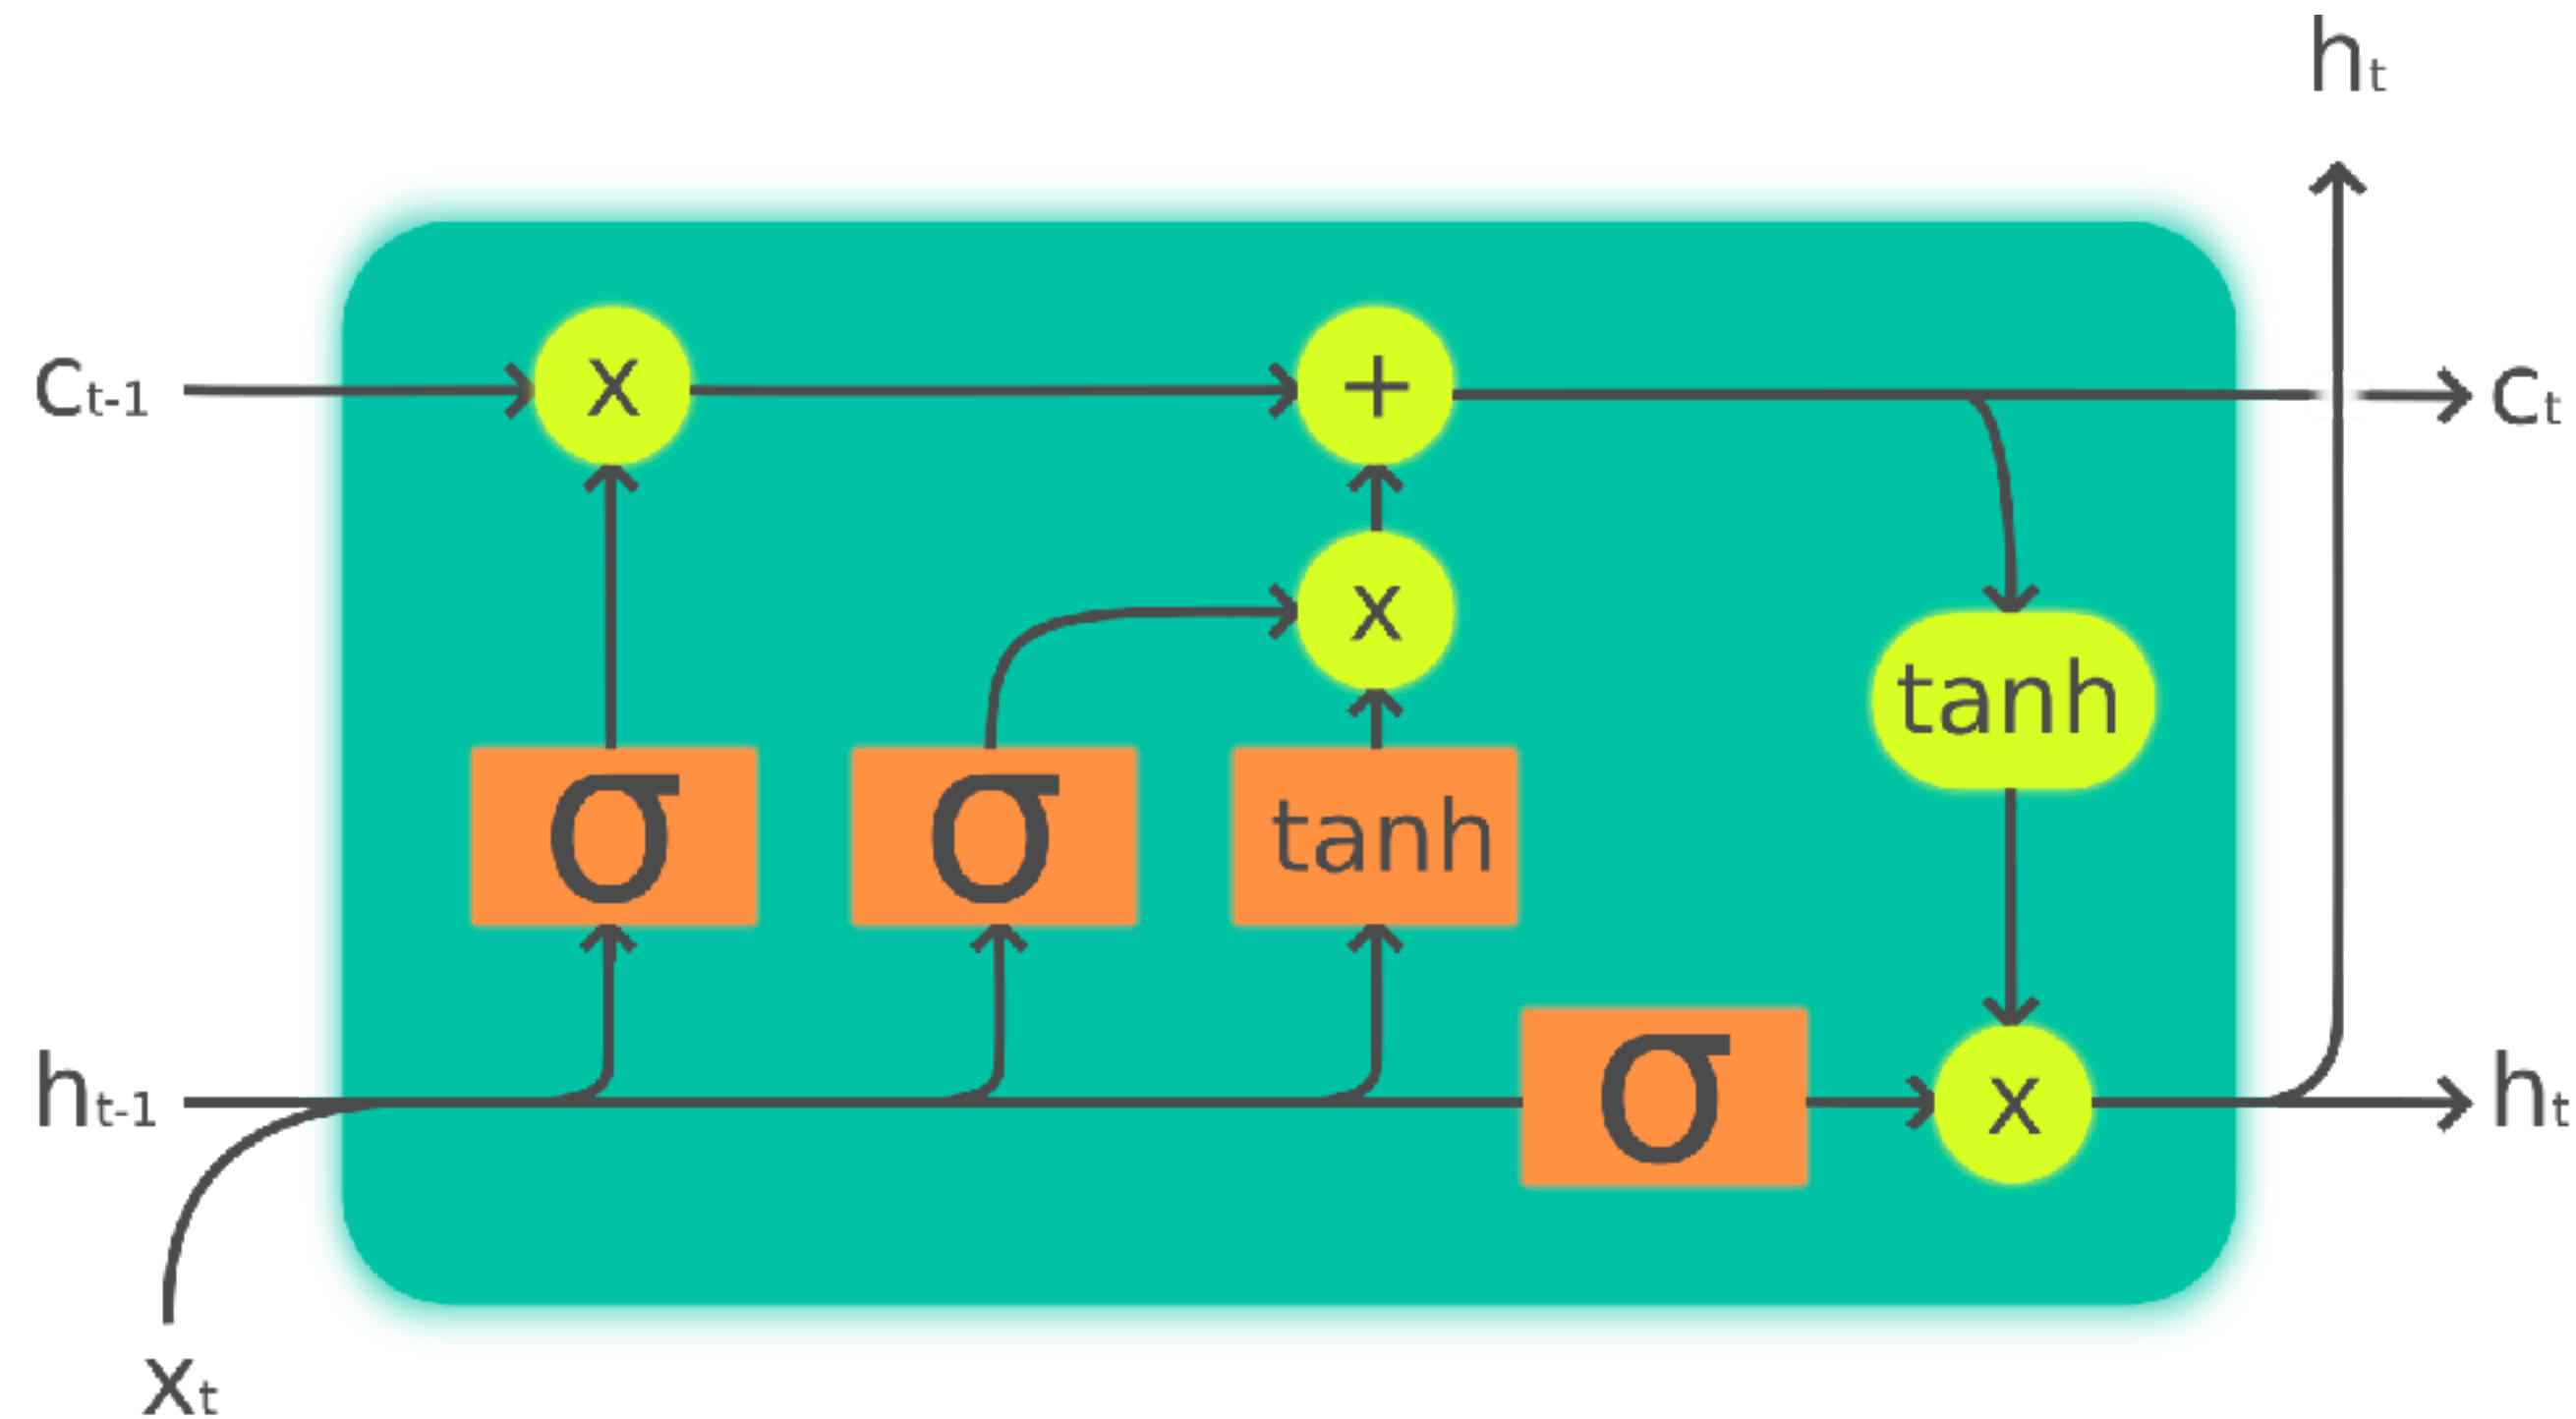 ht
Ct-1 x + Ct
x
tanh
σ σ tanh
ht-1 σ x ht
xt